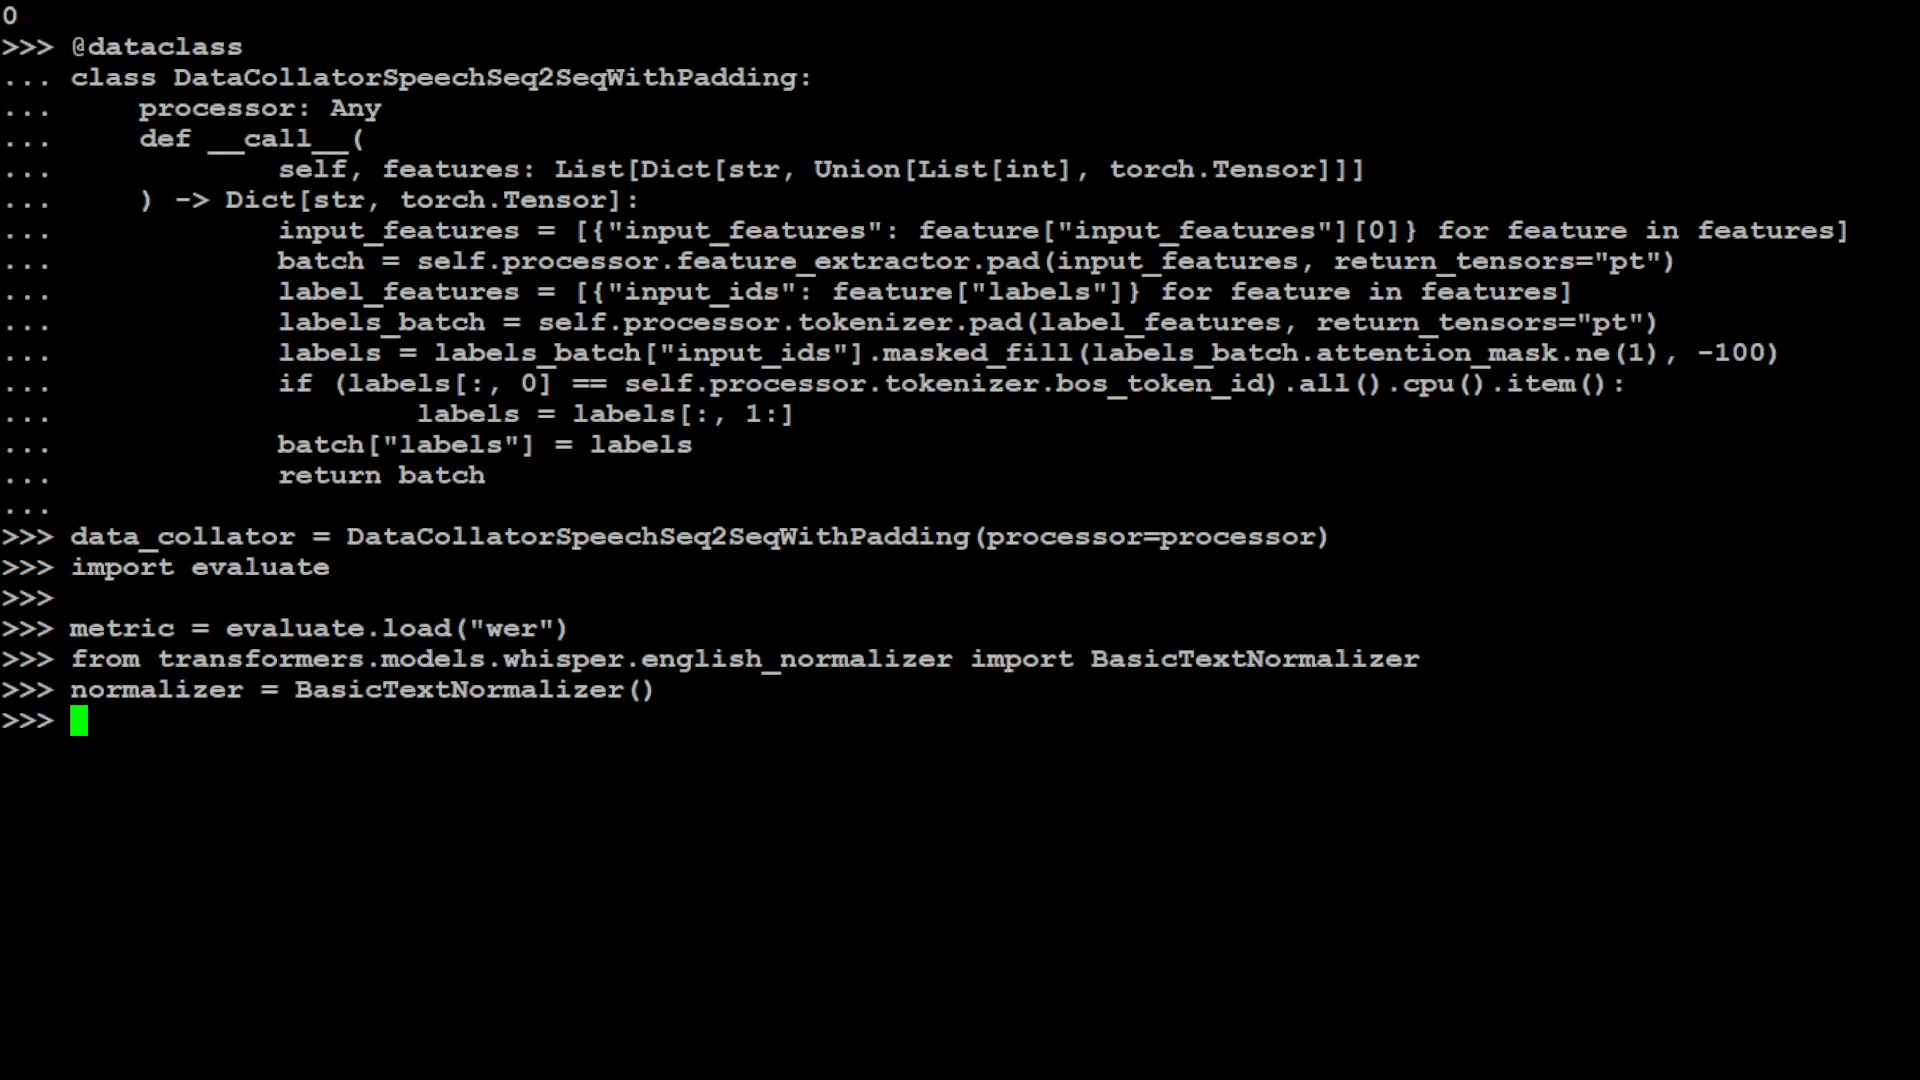 0
>>> @dataclass
... class DataCollatorSpeechSeq2SeqWithPadding:
...     processor: Any
...     def __call__(
...             self, features: List[Dict[str, Union[List[int], torch.Tensor]]]
...     ) -> Dict[str, torch.Tensor]:
...             input_features = [{"input_features": feature["input_features"][0]} for feature in features]
...             batch = self.processor.feature_extractor.pad(input_features, return_tensors="pt")
...             label_features = [{"input_ids": feature["labels"]} for feature in features]
...             labels_batch = self.processor.tokenizer.pad(label_features, return_tensors="pt")
...             labels = labels_batch["input_ids"].masked_fill(labels_batch.attention_mask.ne(1), -100)
...             if (labels[:, 0] == self.processor.tokenizer.bos_token_id).all().cpu().item():
...                     labels = labels[:, 1:]
...             batch["labels"] = labels
...             return batch
...
>>> data_collator = DataCollatorSpeechSeq2SeqWithPadding(processor=processor)
>>> import evaluate
>>>
>>> metric = evaluate.load("wer")
>>> from transformers.models.whisper.english_normalizer import BasicTextNormalizer
>>> normalizer = BasicTextNormalizer()
>>>